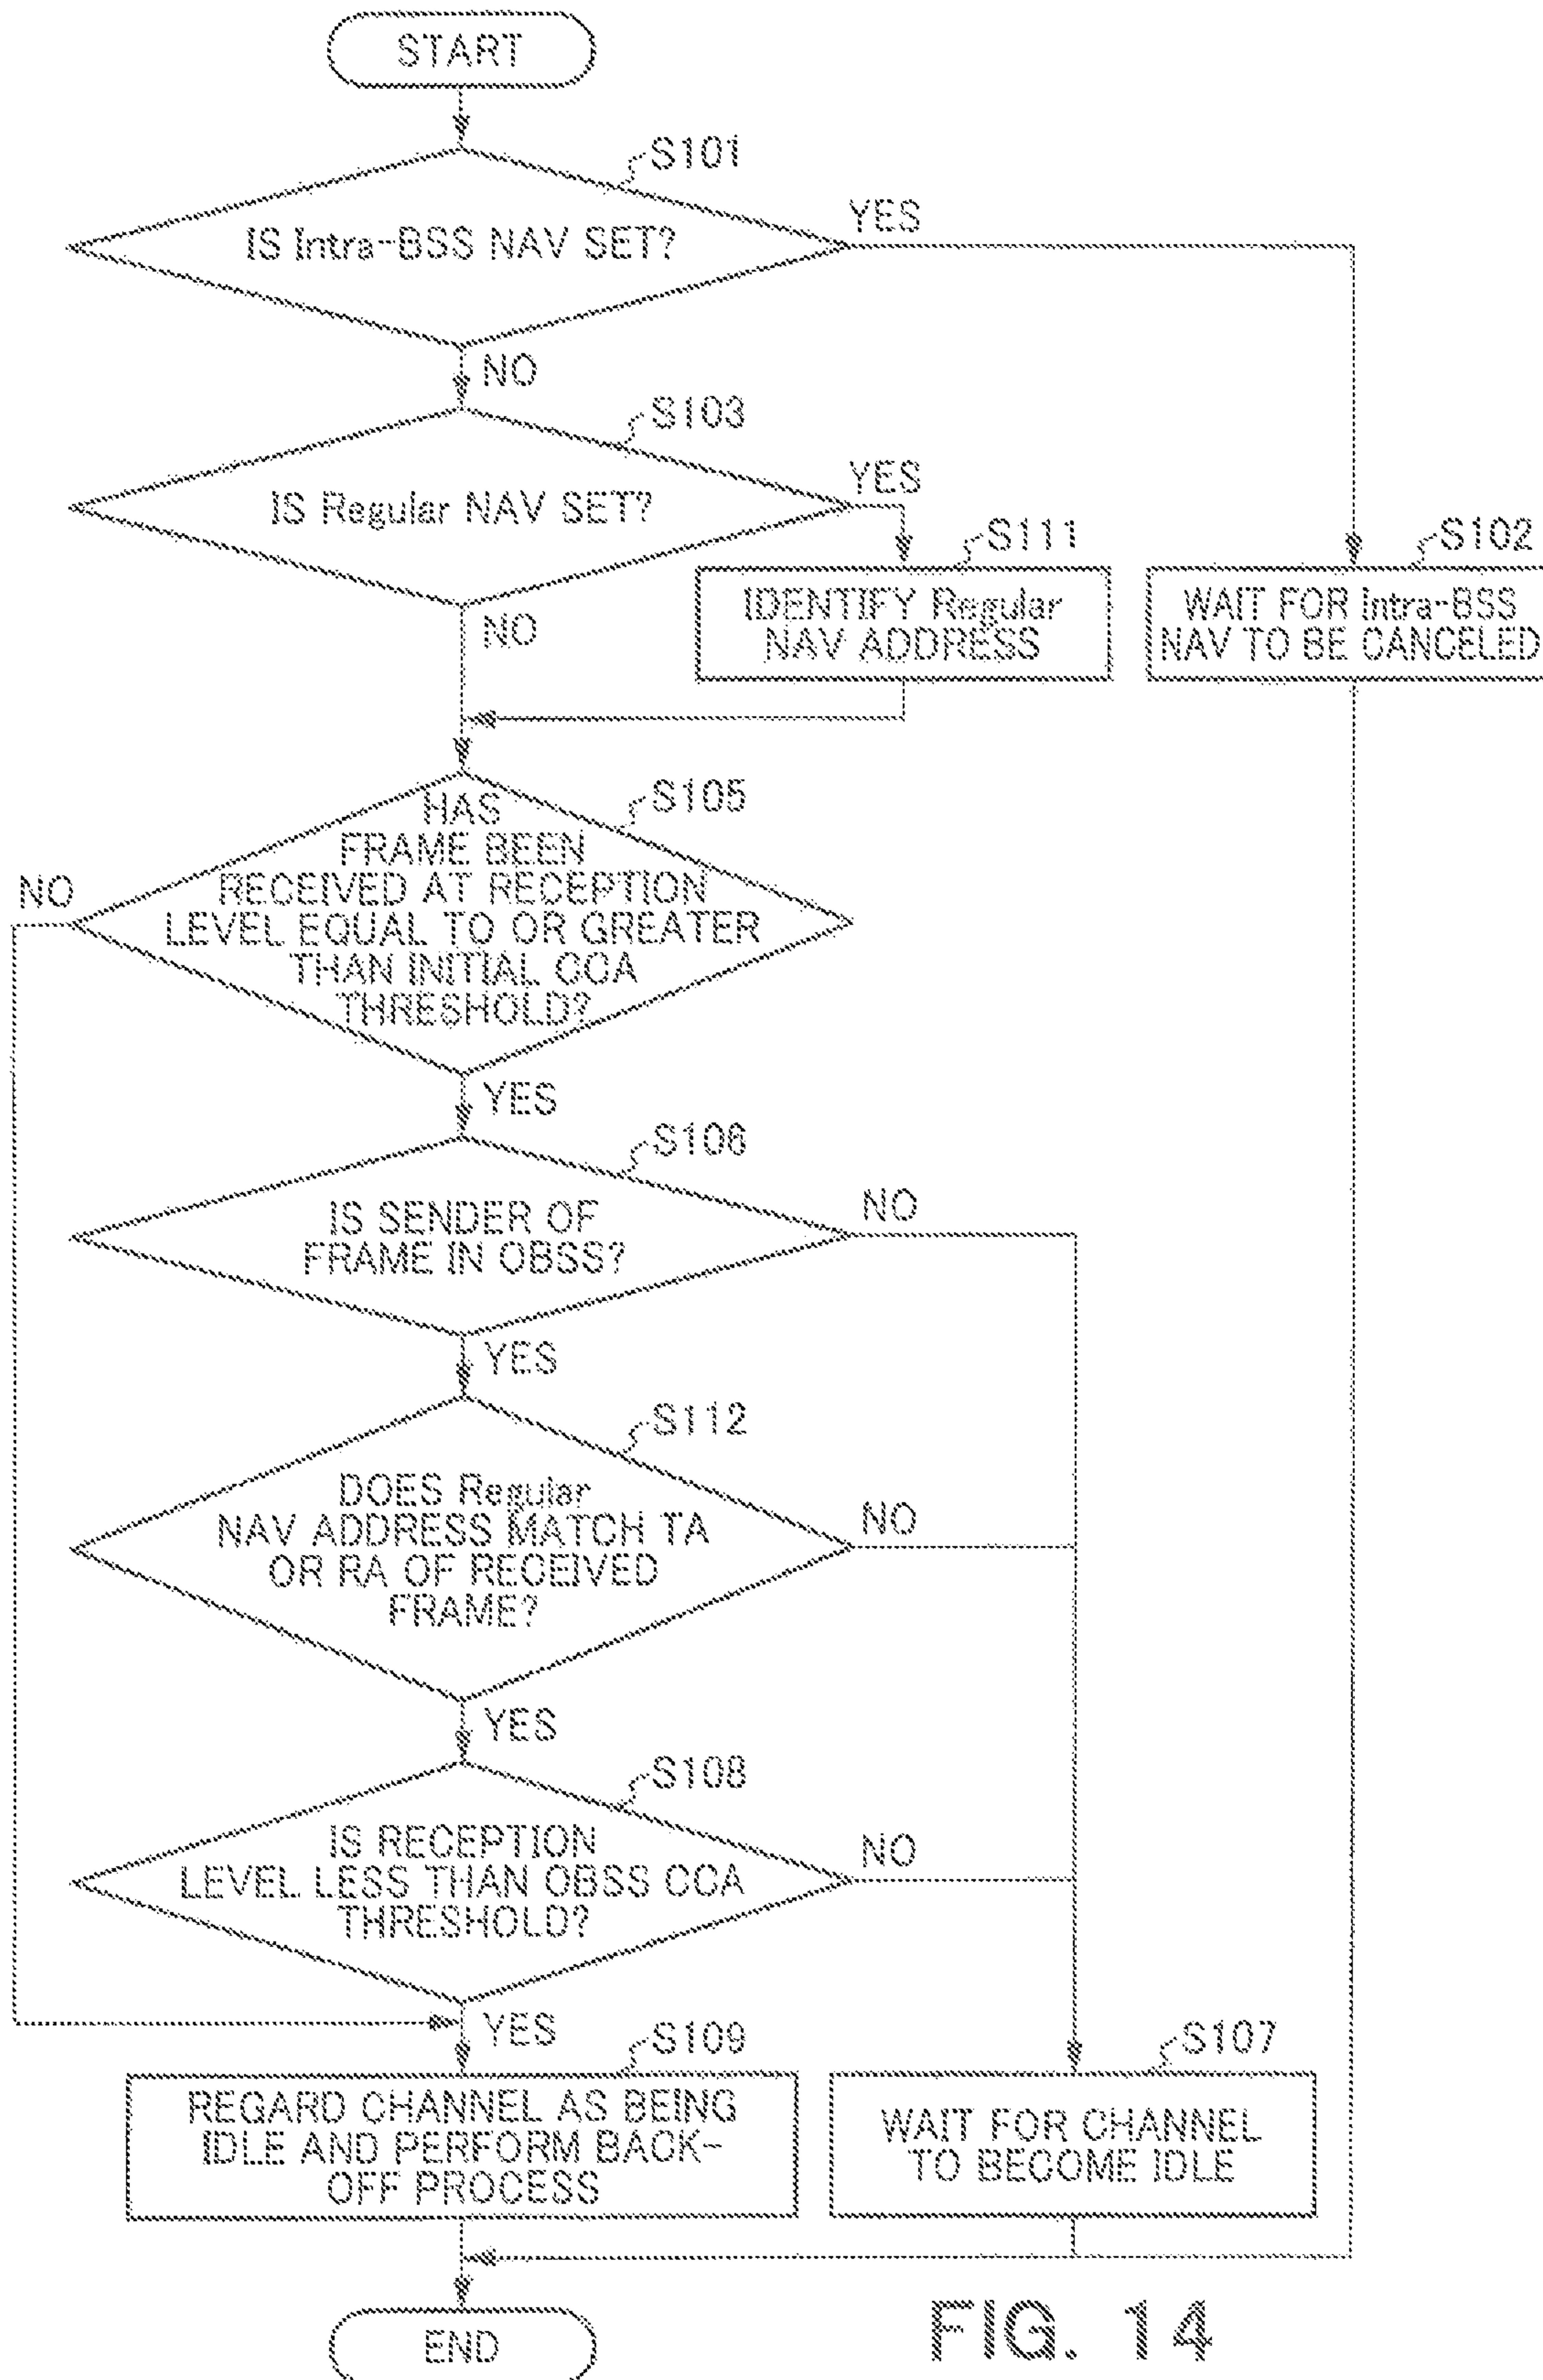 START
S101
IS Intra-BSS NAV SET?
YES
NO
S103
IS Regular NAV SET?
YES
S111
IDENTIFY Regular
NAV ADDRESS
S102
WAIT FOR Intra-BSS
NAV TO BE CANCELED
NO
S105
HAS
FRAME BEEN
RECEIVED AT RECEPTION
LEVEL EQUAL TO OR GREATER
THAN INITIAL CCA
THRESHOLD?
NO
YES
S106
IS SENDER OF
FRAME IN OBSS?
NO
YES
S112
DOES Regular
NAV ADDRESS MATCH TA
OR RA OF RECEIVED
FRAME?
NO
YES
S108
IS RECEPTION
LEVEL LESS THAN OBSS CCA
THRESHOLD?
NO
YES
S109
REGARD CHANNEL AS BEING
IDLE AND PERFORM BACK-
OFF PROCESS
S107
WAIT FOR CHANNEL
TO BECOME IDLE
END
FIG. 14